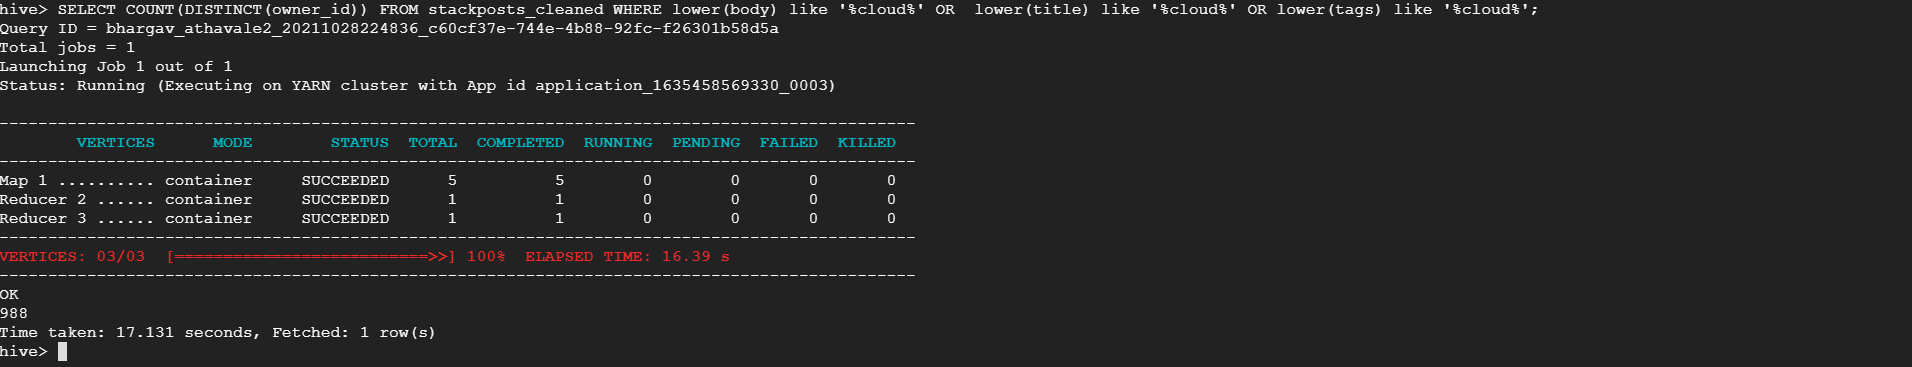 hive> SELECT COUNT(DISTINCT(owner_id)) FROM stackposts_cleaned WHERE lower(body) like '%cloud%' OR  lower(title) like '%cloud%' OR lower(tags) like '%cloud%';
Query ID = bhargav_athavale2_20211028224836_c60cf37e-744e-4b88-92fc-f26301b58d5a
Total jobs = 1
Launching Job 1 out of 1
Status: Running (Executing on YARN cluster with App id application_1635458569330_0003)
----------------------------------------------------------------------------------------------
        VERTICES      MODE        STATUS  TOTAL  COMPLETED  RUNNING  PENDING  FAILED  KILLED
----------------------------------------------------------------------------------------------
Map 1 .......... container     SUCCEEDED      5          5        0        0       0       0
Reducer 2 ...... container     SUCCEEDED      1          1        0        0       0       0
Reducer 3 ...... container     SUCCEEDED      1          1        0        0       0       0
----------------------------------------------------------------------------------------------
VERTICES: 03/03  [==========================>>] 100%  ELAPSED TIME: 16.39 s
----------------------------------------------------------------------------------------------
OK
988
Time taken: 17.131 seconds, Fetched: 1 row(s)
hive>